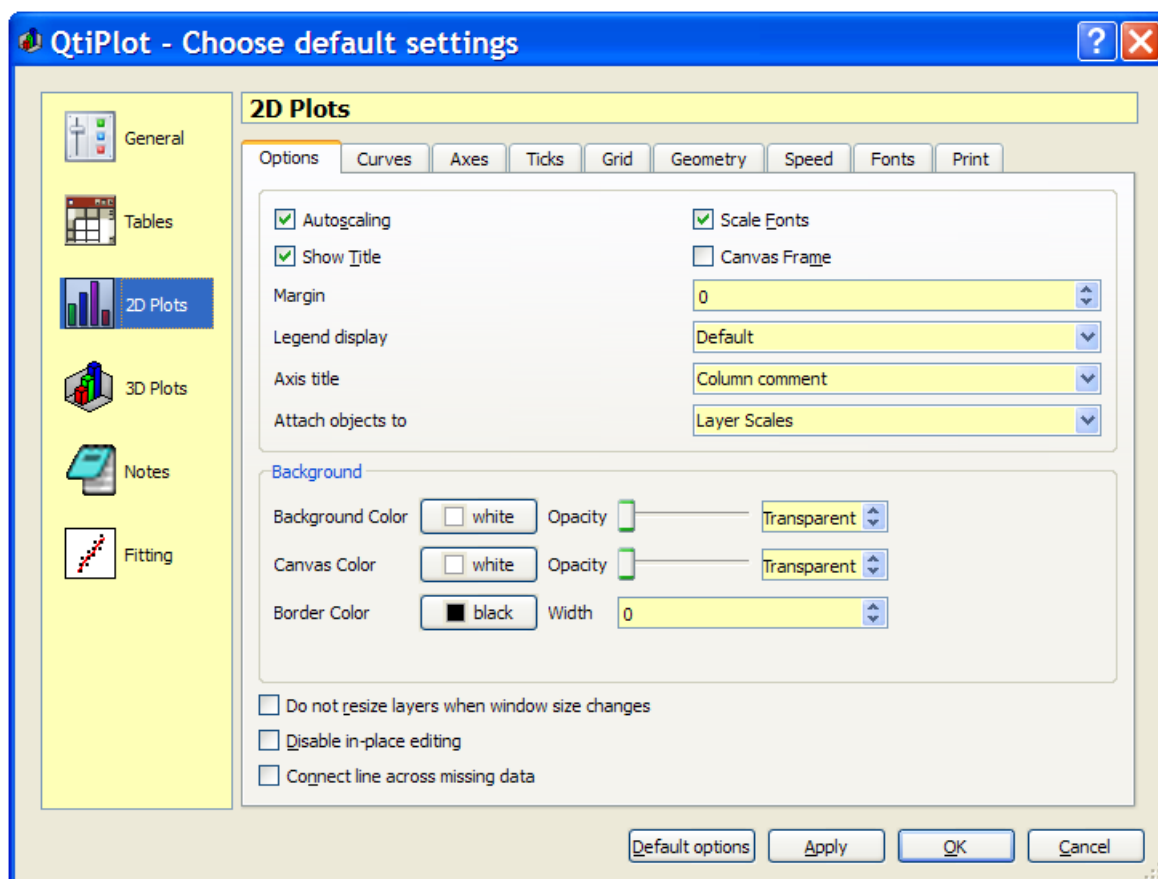 QtiPlot - Choose default settings
General
Tables
2D Plots
3D Plots
Notes
Fitting
2D Plots
Options Curves Axes Ticks Grid Geometry Speed Fonts Print
Autoscaling Scale Fonts
Show Title Canvas Frame
Margin 0
Legend display Default
Axis title Column comment
Attach objects to Layer Scales
Background
Background Color white Opacity Transparent
Canvas Color white Opacity Transparent
Border Color black Width 0
Do not resize layers when window size changes
Disable in-place editing
Connect line across missing data
Default options Apply OK Cancel